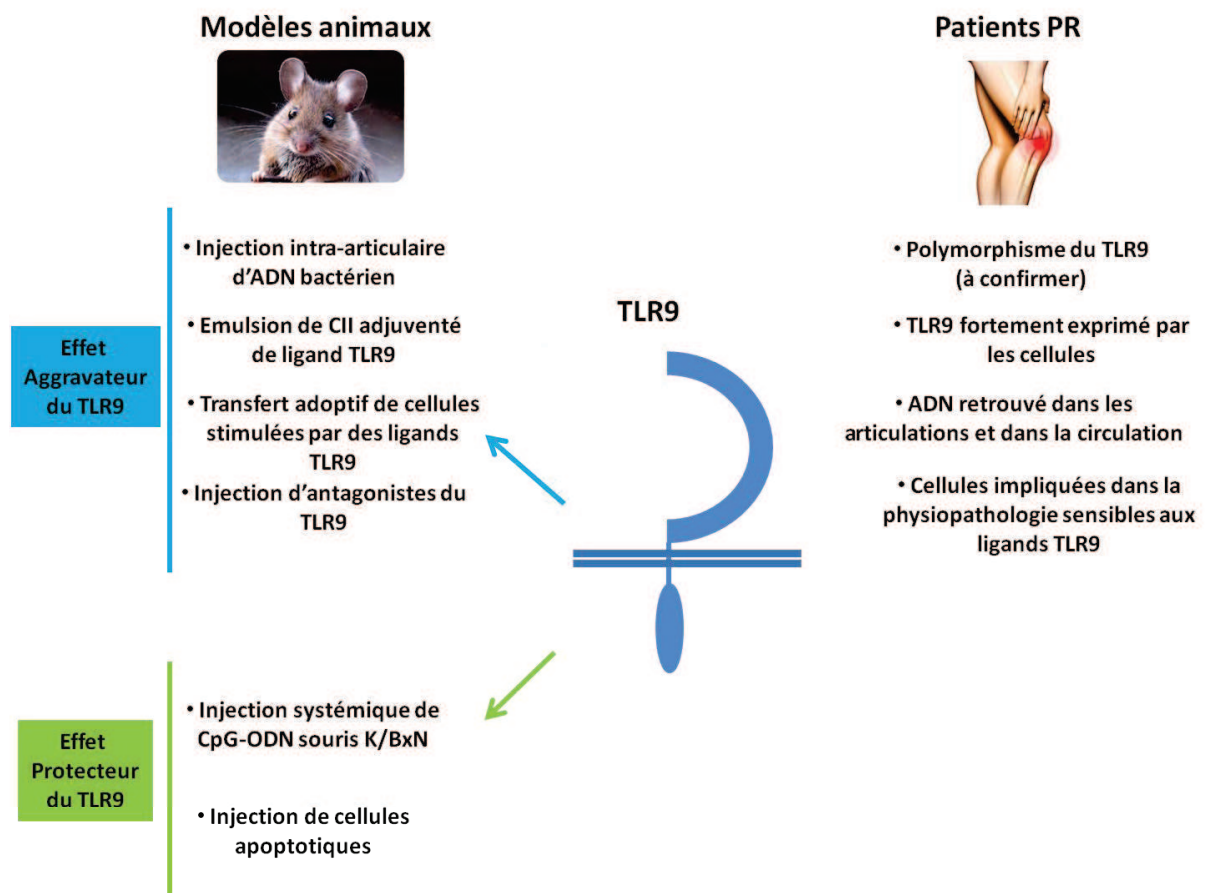 Modèles animaux
Patients PR
Effet
Aggravateur
du TLR9
• Injection intra-articulaire
d’ADN bactérien
• Emulsion de CII adjuventé
de ligand TLR9
• Transfert adoptif de cellules
stimulées par des ligands
TLR9
• Injection d’antagonistes du
TLR9
TLR9
• Polymorphisme du TLR9
(à confirmer)
• TLR9 fortement exprimé par
les cellules
• ADN retrouvé dans les
articulations et dans la circulation
• Cellules impliquées dans la
physiopathologie sensibles aux
ligands TLR9
Effet
Protecteur
du TLR9
• Injection systémique de
CpG-ODN souris K/BxN
• Injection de cellules
apoptotiques